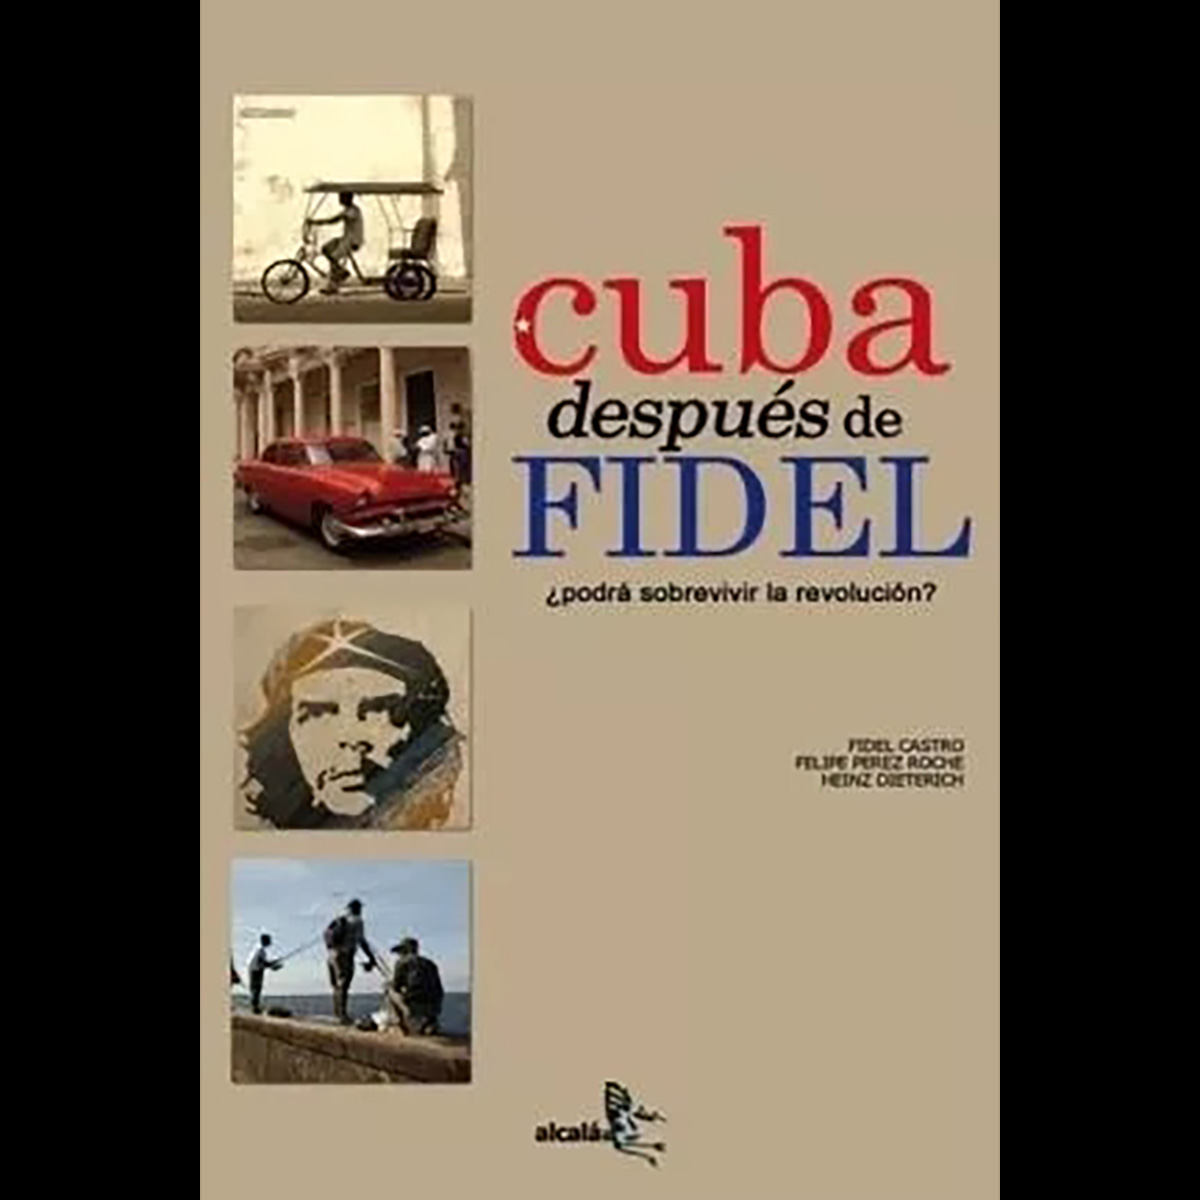 cuba
después de
FIDEL
¿podrá sobrevivir la revolución?
FIDEL CASTRO
FELIPE PEREZ ROCHE
HEINZ DIETERICH
alcalá